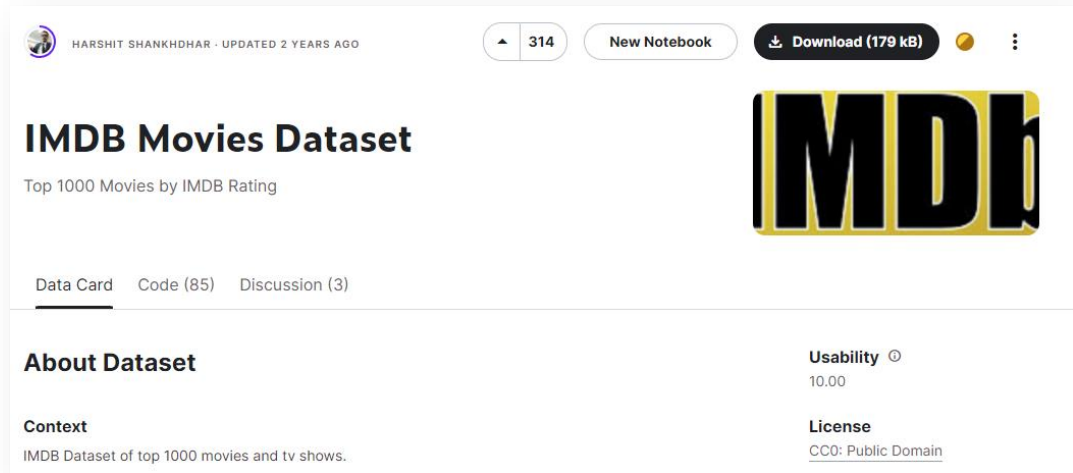 HARSHIT SHANKHDHAR · UPDATED 2 YEARS AGO
314
New Notebook
Download (179 kB)
IMDB Movies Dataset
Top 1000 Movies by IMDB Rating
IMDb
Data Card
Code (85)
Discussion (3)
About Dataset
Usability
10.00
Context
License
IMDB Dataset of top 1000 movies and tv shows.
CC0: Public Domain